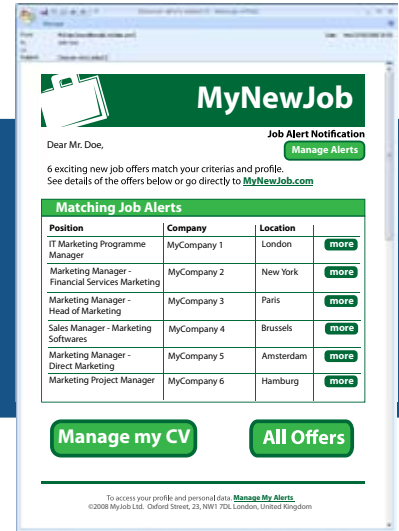 MyNewJob
Job Alert Notification
Dear Mr. Doe,
Manage Alerts
6 exciting new job offers match your criterias and profile.
See details of the offers below or go directly to MyNewJob.com
Matching Job Alerts
Position Company Location
IT Marketing Programme Manager MyCompany 1 London more
Marketing Manager - Financial Services Marketing MyCompany 2 New York more
Marketing Manager - Head of Marketing MyCompany 3 Paris more
Sales Manager - Marketing Softwares MyCompany 4 Brussels more
Marketing Manager - Direct Marketing MyCompany 5 Amsterdam more
Marketing Project Manager MyCompany 6 Hamburg more
Manage my CV All Offers
To access your profile and personal data. Manage My Alerts
©2008 MyJob Ltd. Oxford Street, 23, NW1 7DL London, United Kingdom